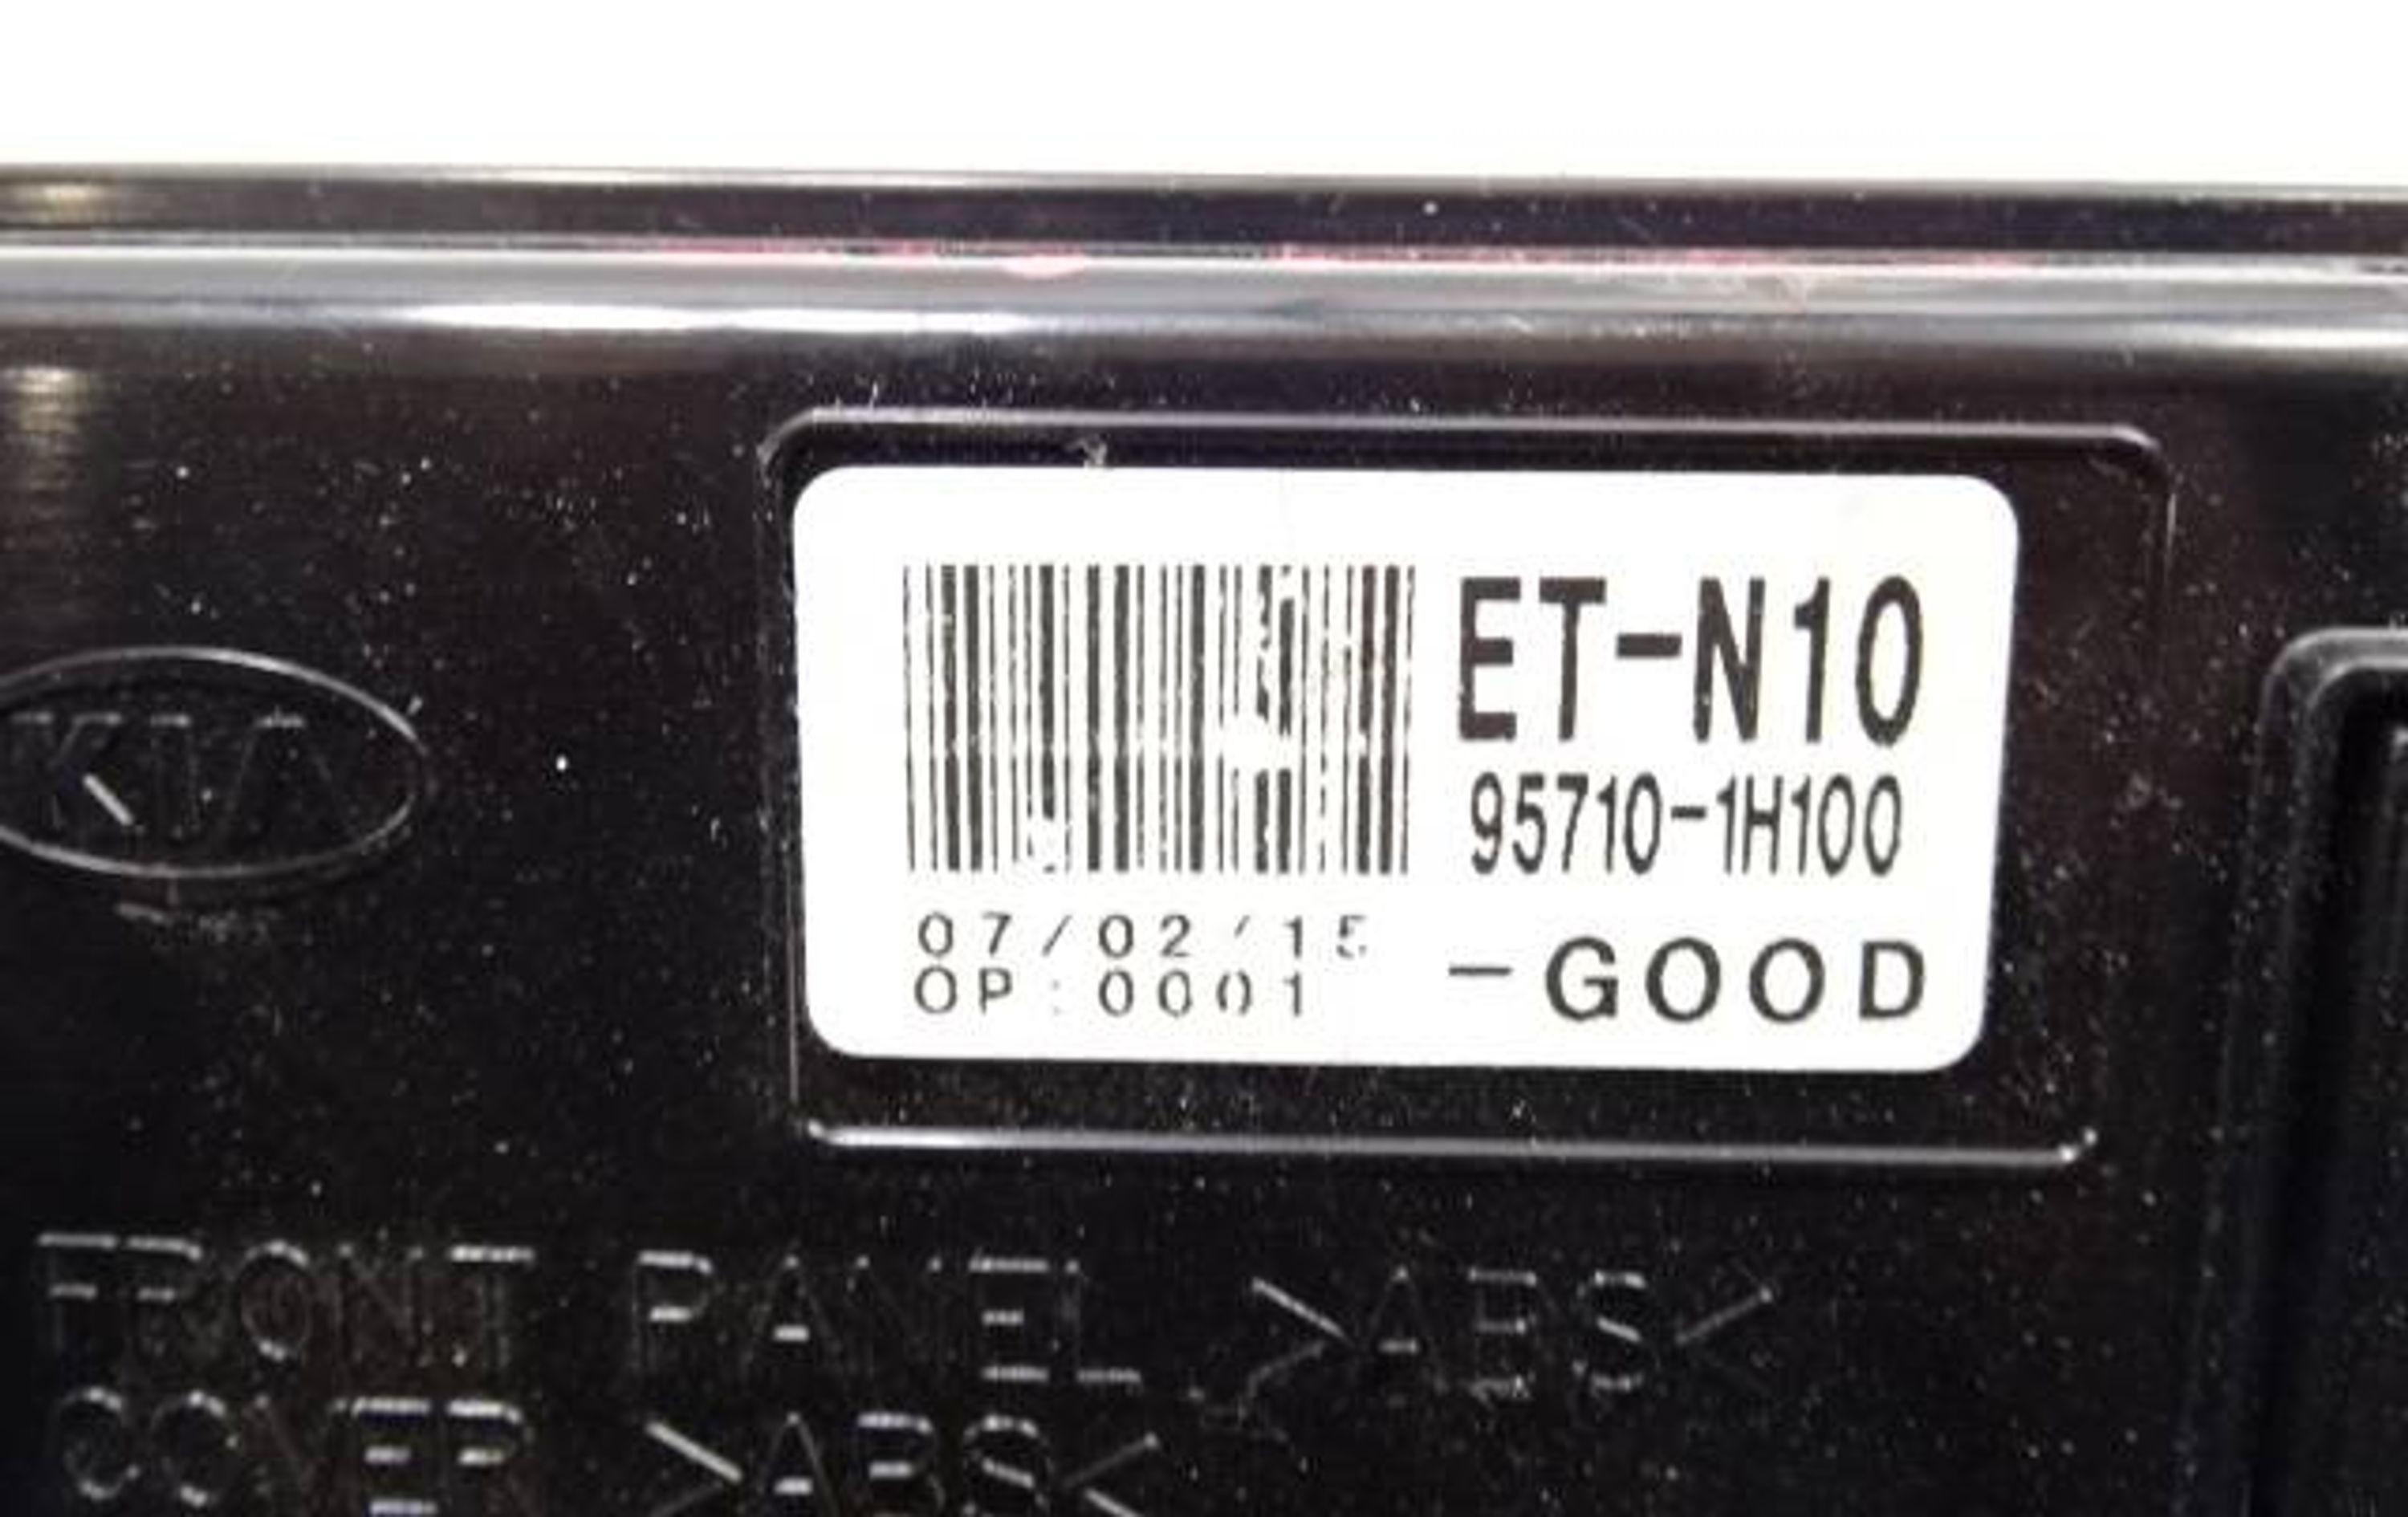 KIA
ET-N10
95710-1H100
07/02/15
OP:0001
-GOOD
FRONT PANEL >ABS<
COVER >ABS<